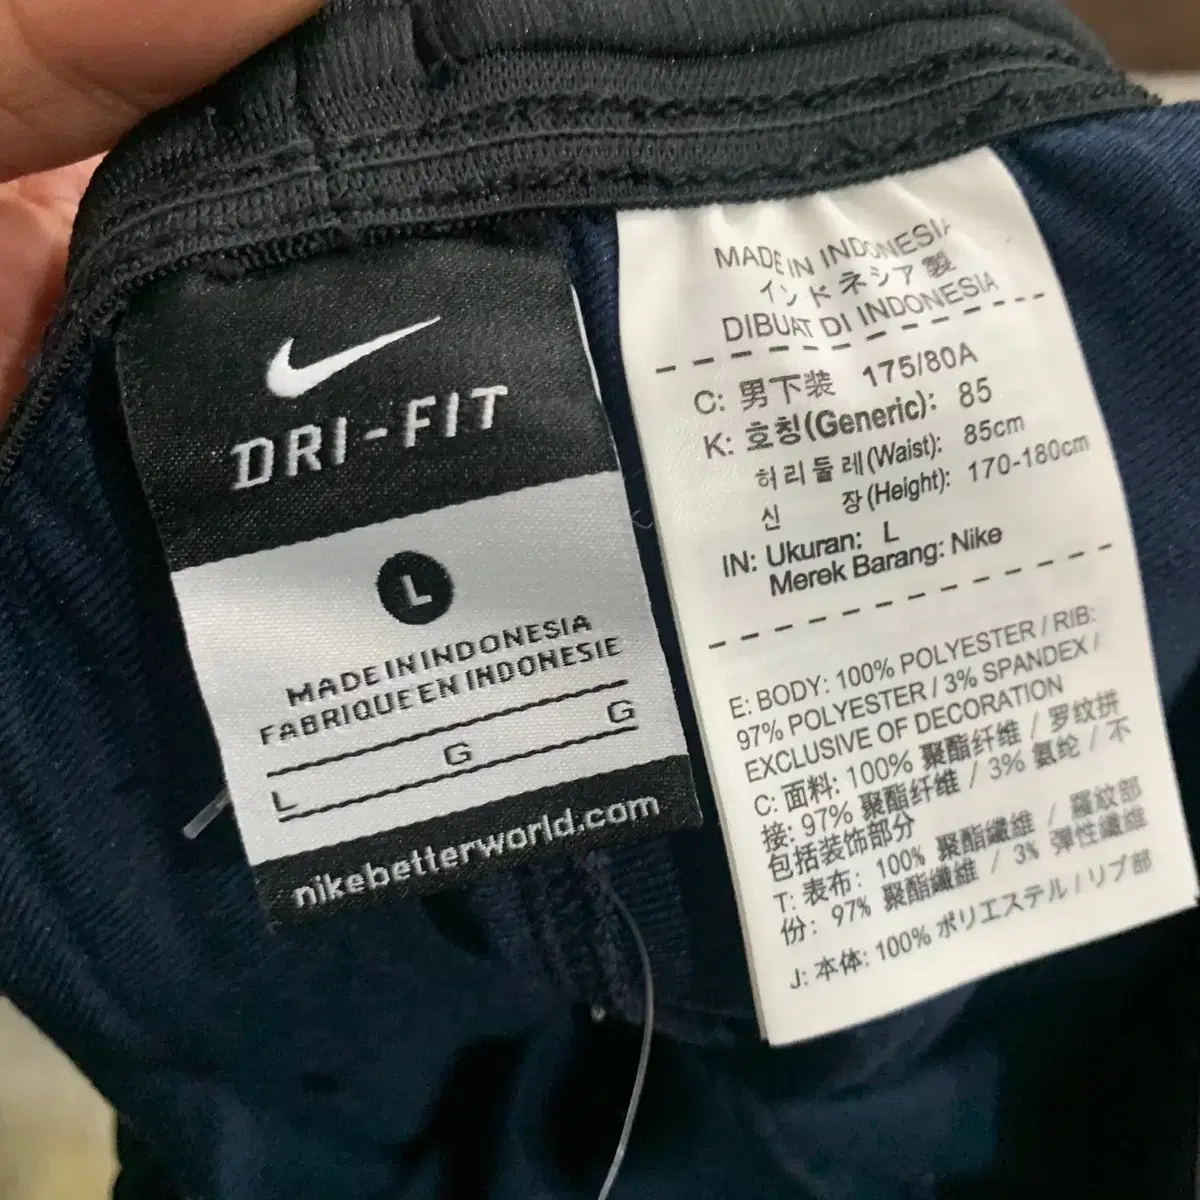 DRI-FIT
L
MADE IN INDONESIA
FABRIQUE EN INDONESIE
G
G
L
nikebetterworld.com
MADE IN INDONESIA
インドネシア製
DIBUAT DI INDONESIA
C: 男下装 175/80A
K: 호칭(Generic): 85
허리둘레(Waist): 85cm
신 장(Height): 170-180cm
IN: Ukuran: L
Merek Barang: Nike
E: BODY: 100% POLYESTER / RIB:
97% POLYESTER / 3% SPANDEX /
EXCLUSIVE OF DECORATION
C: 面料: 100% 聚酯纤维 / 罗纹拼
接: 97% 聚酯纤维 / 3% 氨纶 / 不
包括装饰部分
T: 表布: 100% 聚酯纖維 / 羅紋部
份: 97% 聚酯纖維 / 3% 彈性纖維
J: 本体: 100% ポリエステル / リブ部